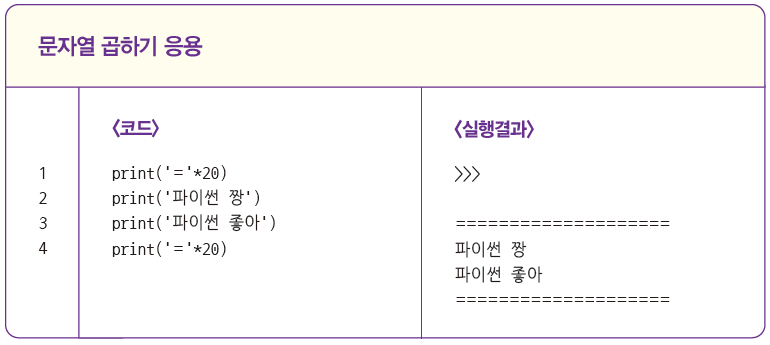 문자열 곱하기 응용
<코드>
1 print('='*20)
2 print('파이썬 짱')
3 print('파이썬 좋아')
4 print('='*20)
<실행결과>
>>>
====================
파이썬 짱
파이썬 좋아
====================